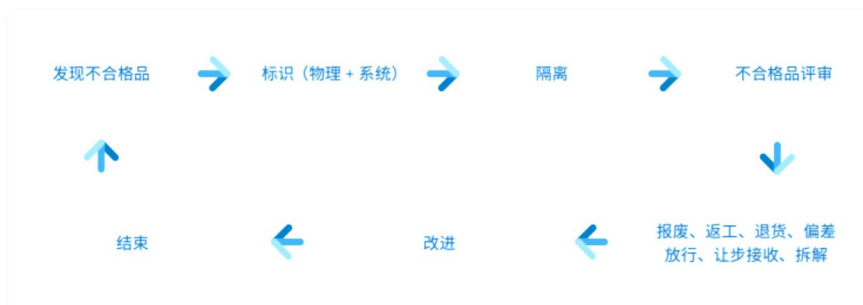 发现不合格品
标识（物理 + 系统）
隔离
不合格品评审
报废、返工、退货、偏差
放行、让步接收、拆解
改进
结束